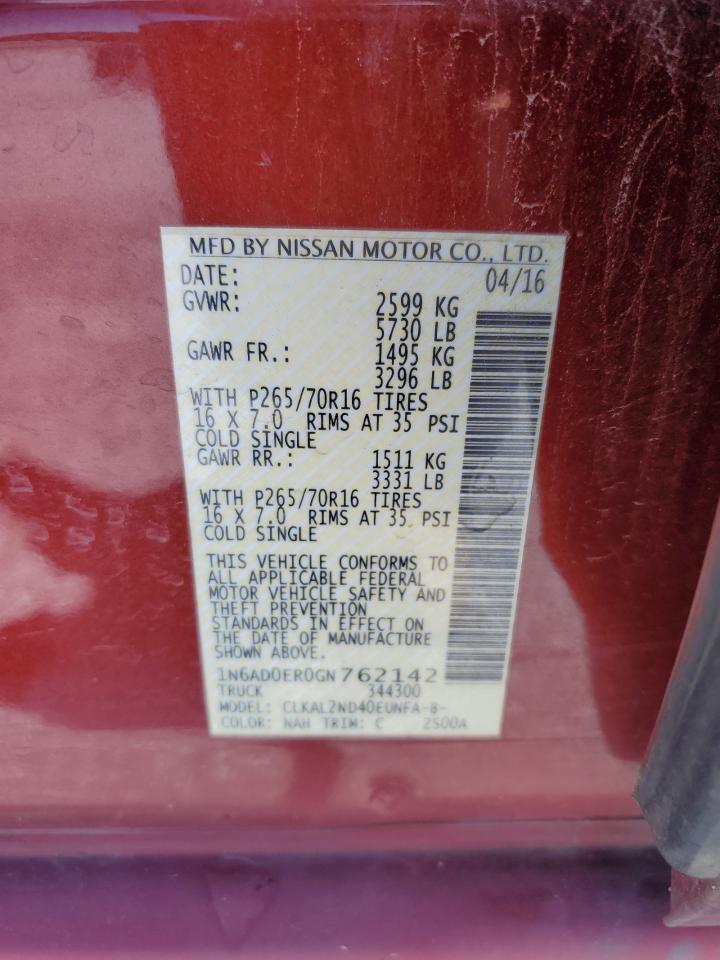 MFD BY NISSAN MOTOR CO., LTD.
DATE: 04/16
GVWR: 2599 KG
5730 LB
GAWR FR.: 1495 KG
3296 LB
WITH P265/70R16 TIRES
16 X 7.0 RIMS AT 35 PSI
COLD SINGLE
GAWR RR.: 1511 KG
3331 LB
WITH P265/70R16 TIRES
16 X 7.0 RIMS AT 35 PSI
COLD SINGLE
THIS VEHICLE CONFORMS TO
ALL APPLICABLE FEDERAL
MOTOR VEHICLE SAFETY AND
THEFT PREVENTION
STANDARDS IN EFFECT ON
THE DATE OF MANUFACTURE
SHOWN ABOVE.
1N6AD0ER0GN 762142
TRUCK 344300
MODEL: CLKAL2ND40EUNFA-8-
COLOR: NAH TRIM: C 2500A